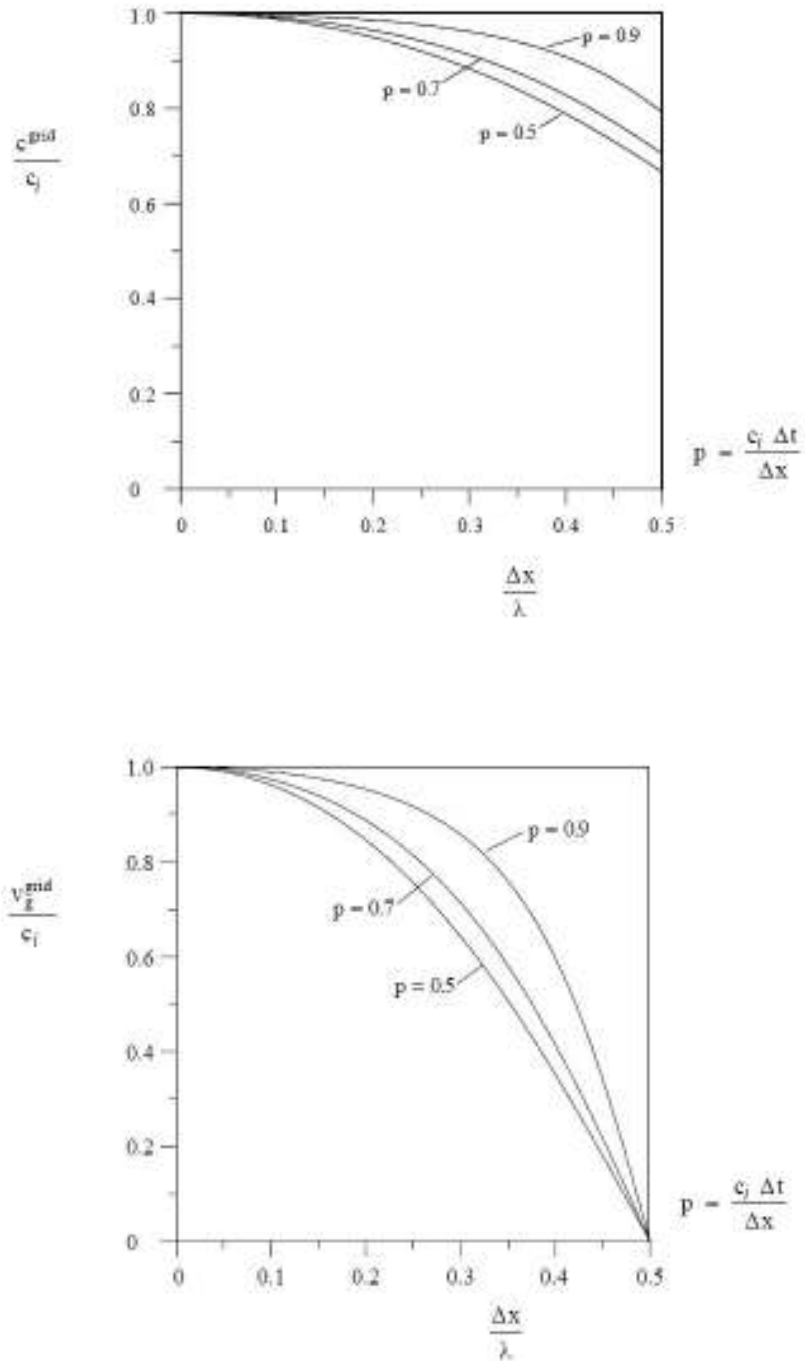 1.0
0.8
0.6
0.4
0.2
0
c^grid
c_j
p = 0.9
p = 0.7
p = 0.5
0 0.1 0.2 0.3 0.4 0.5
Δx
λ
p = c_j Δt
Δx
1.0
0.8
0.6
0.4
0.2
0
v_g^grid
c_i
p = 0.9
p = 0.7
p = 0.5
0 0.1 0.2 0.3 0.4 0.5
Δx
λ
p = c_j Δt
Δx